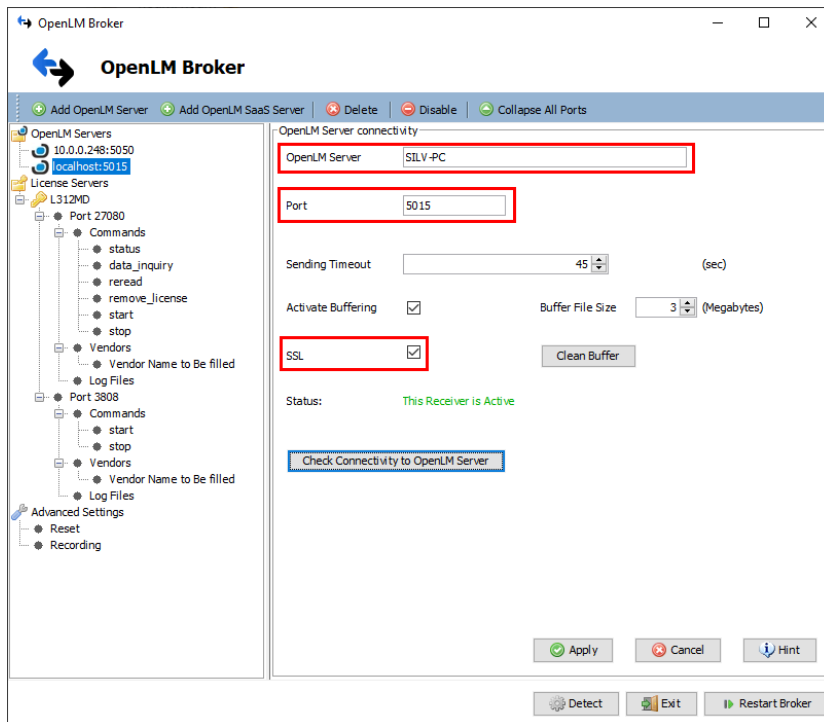 OpenLM Broker
OpenLM Broker
Add OpenLM Server Add OpenLM SaaS Server Delete Disable Collapse All Ports
OpenLM Servers
10.0.0.248:5050
localhost:5015
License Servers
L312MD
Port 27080
Commands
status
data_inquiry
reread
remove_license
start
stop
Vendors
Vendor Name to Be filled
Log Files
Port 3808
Commands
start
stop
Vendors
Vendor Name to Be filled
Log Files
Advanced Settings
Reset
Recording
OpenLM Server connectivity
OpenLM Server SILV-PC
Port 5015
Sending Timeout 45 (sec)
Activate Buffering Buffer File Size 3 (Megabytes)
SSL Clean Buffer
Status: This Receiver is Active
Check Connectivity to OpenLM Server
Apply Cancel Hint
Detect Exit Restart Broker